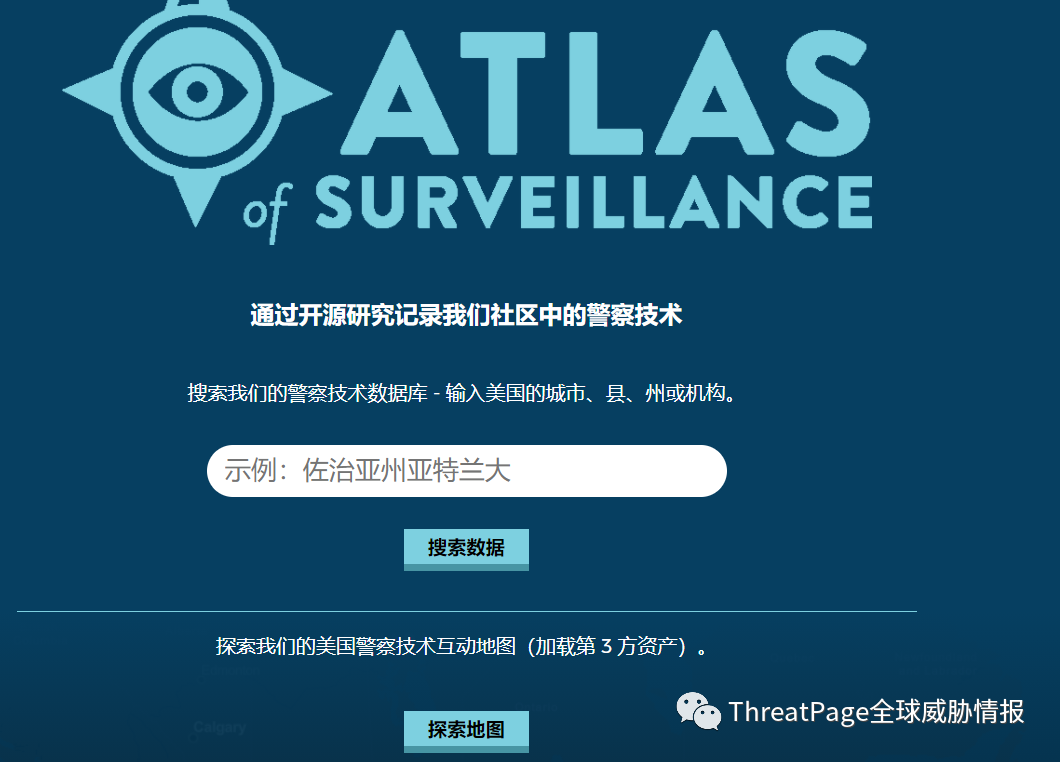 ATLAS
of SURVEILLANCE
通过开源研究记录我们社区中的警察技术
搜索我们的警察技术数据库 - 输入美国的城市、县、州或机构。
示例：佐治亚州亚特兰大
搜索数据
探索我们的美国警察技术互动地图（加载第 3 方资产）。
Calgary
ThreatPage全球威胁情报
探索地图